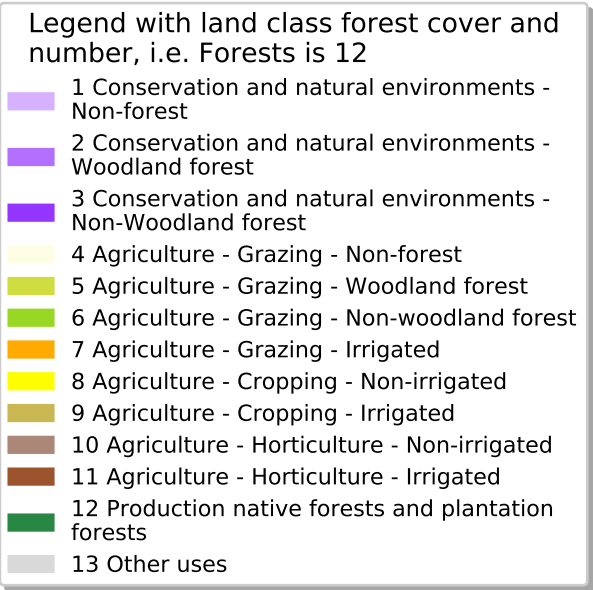 Legend with land class forest cover and
number, i.e. Forests is 12
1 Conservation and natural environments -
Non-forest
2 Conservation and natural environments -
Woodland forest
3 Conservation and natural environments -
Non-Woodland forest
4 Agriculture - Grazing - Non-forest
5 Agriculture - Grazing - Woodland forest
6 Agriculture - Grazing - Non-woodland forest
7 Agriculture - Grazing - Irrigated
8 Agriculture - Cropping - Non-irrigated
9 Agriculture - Cropping - Irrigated
10 Agriculture - Horticulture - Non-irrigated
11 Agriculture - Horticulture - Irrigated
12 Production native forests and plantation
forests
13 Other uses